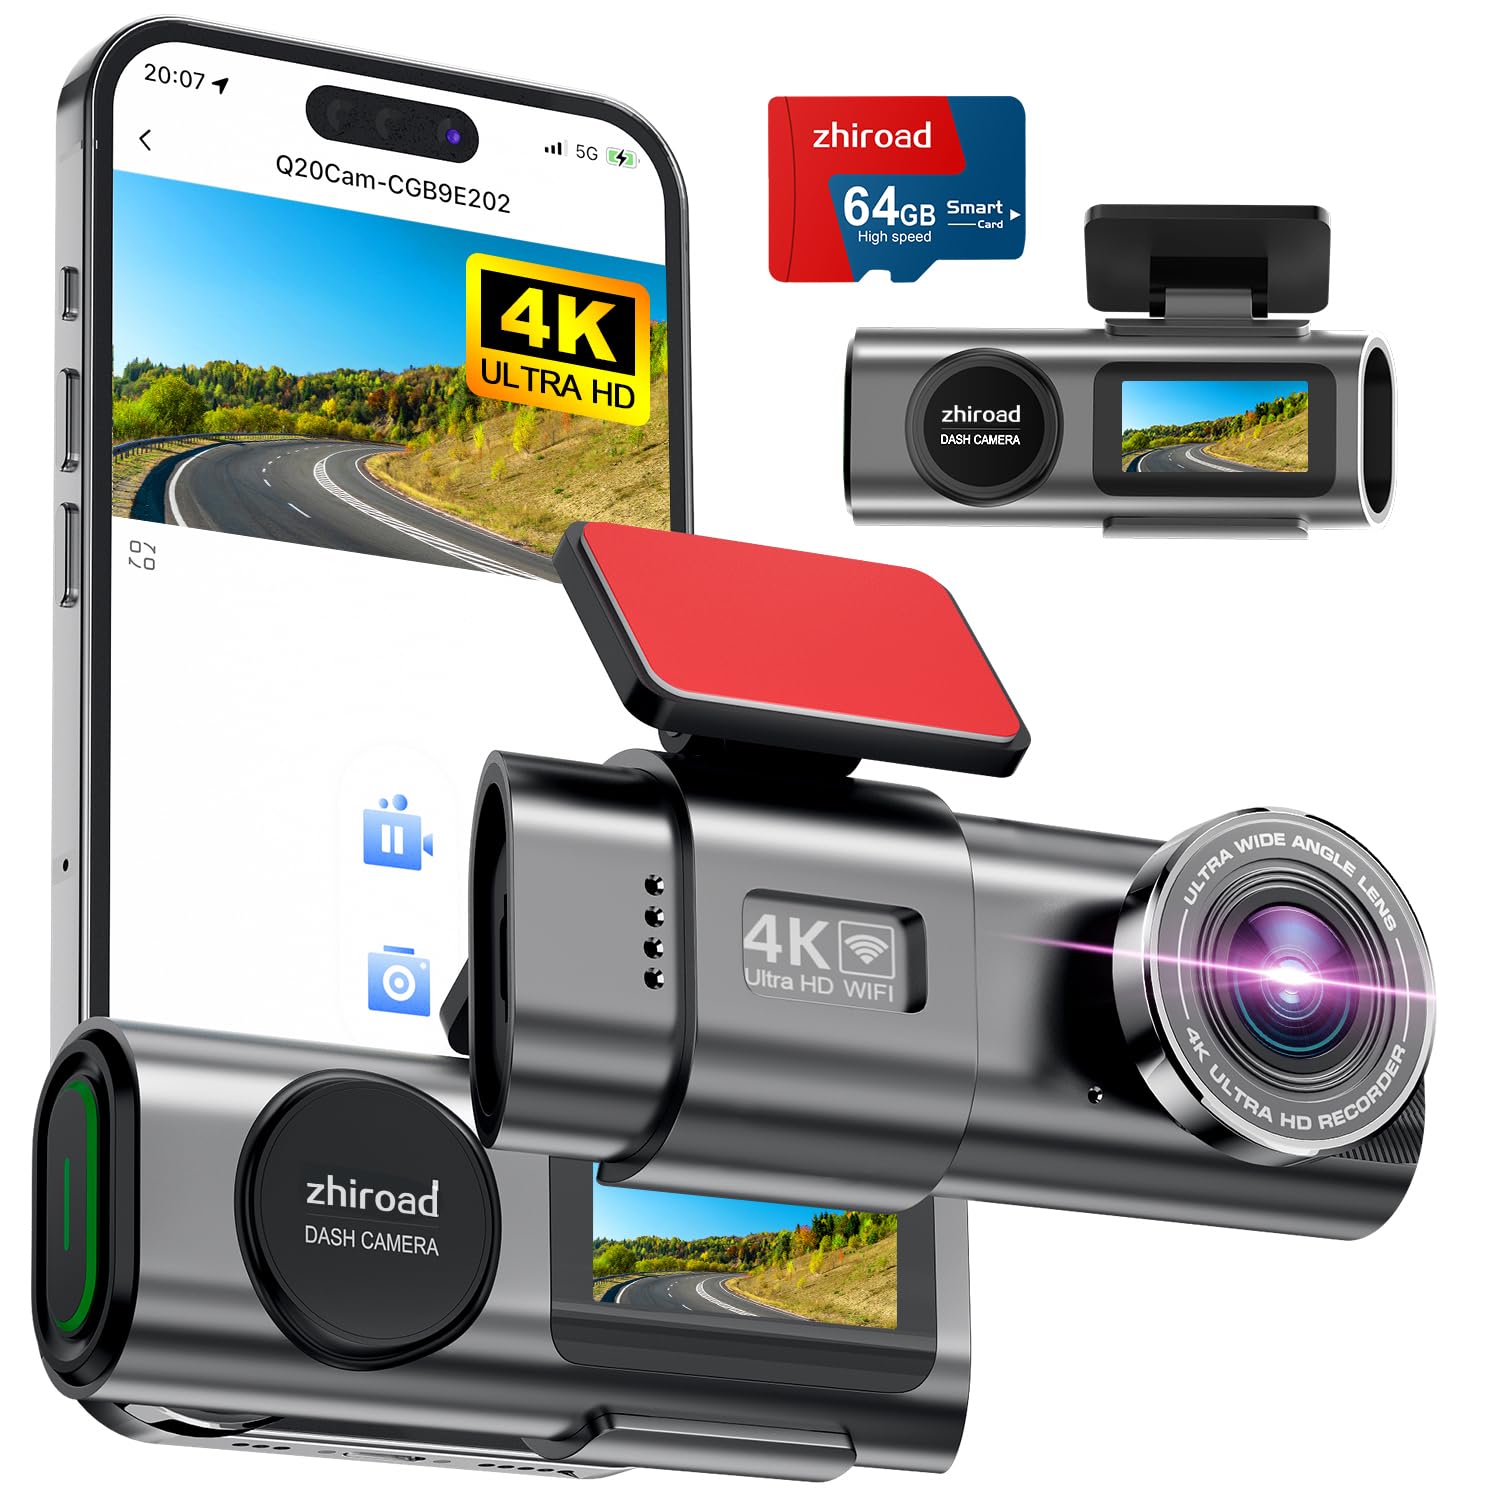 20:07
5G
Q20Cam-CGB9E202
4K
ULTRA HD
zhiroad
64GB
High speed
Smart
Card
zhiroad
DASH CAMERA
4K
Ultra HD WIFI
ULTRA WIDE ANGLE LENS
4K ULTRA HD RECORDER
zhiroad
DASH CAMERA